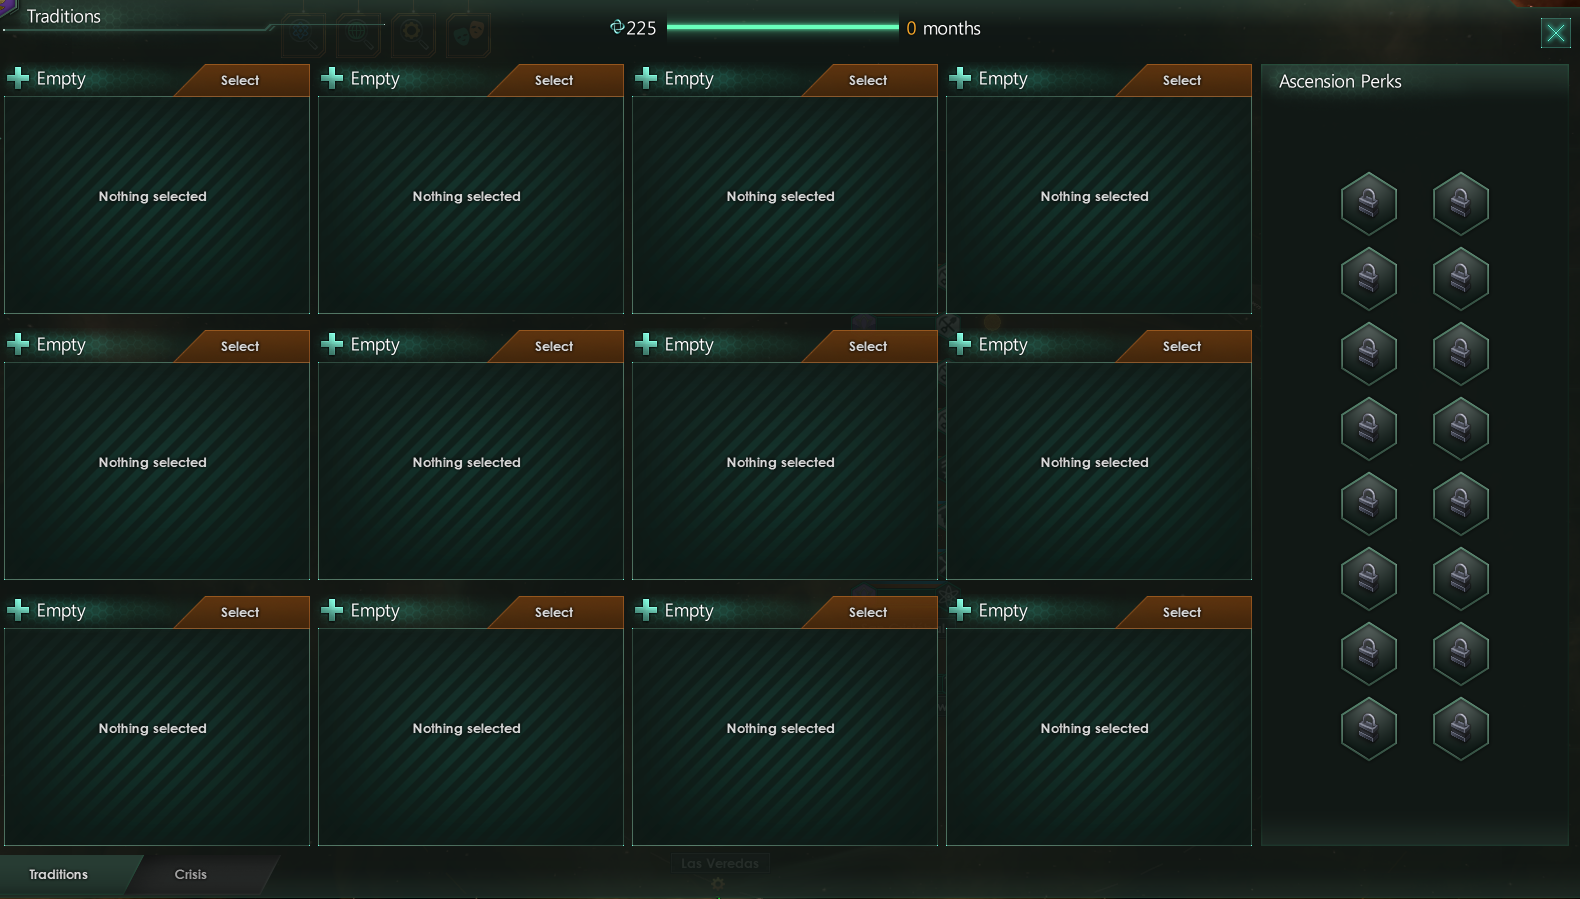 Traditions
225 0 months
Empty Select Empty Select Empty Select Empty Select Ascension Perks
Nothing selected Nothing selected Nothing selected Nothing selected
Empty Select Empty Select Empty Select Empty Select
Nothing selected Nothing selected Nothing selected Nothing selected
Empty Select Empty Select Empty Select Empty Select
Nothing selected Nothing selected Nothing selected Nothing selected
Las Veredas
Traditions Crisis